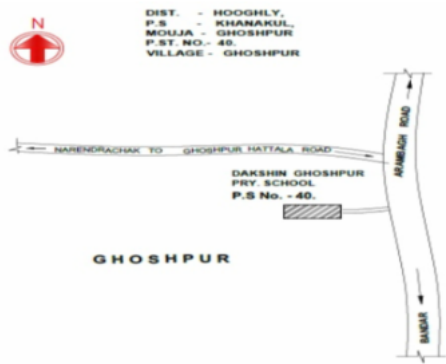 DIST. - HOOGHLY,
P.S - KHANAKUL,
MOUJA - GHOSHPUR
P.ST. NO.- 40.
VILLAGE - GHOSHPUR
N
NARENDRACHAK TO GHOSHPUR HATTALA ROAD
ARAMBAGH ROAD
DAKSHIN GHOSHPUR
PRY. SCHOOL
P.S No. - 40.
GHOSHPUR
BANDAR